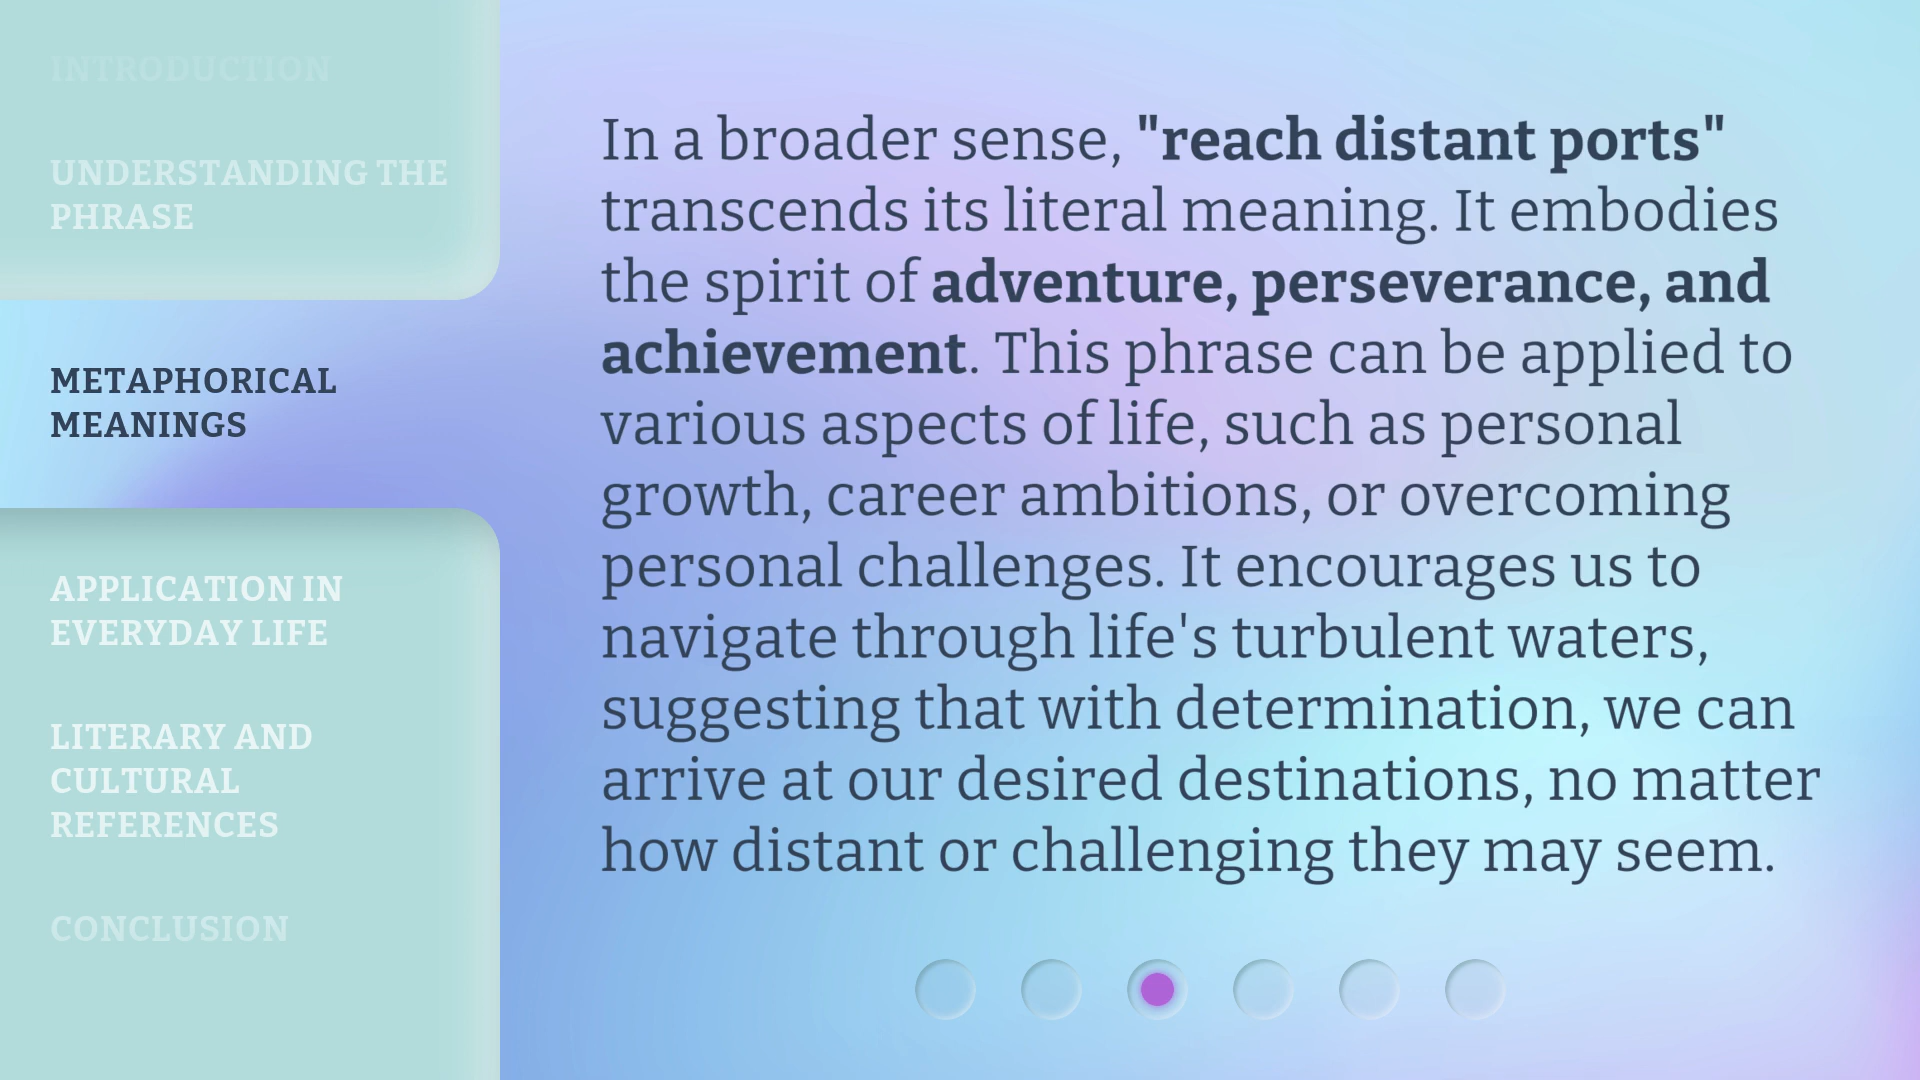 INTRODUCTION
UNDERSTANDING THE
PHRASE
METAPHORICAL
MEANINGS
APPLICATION IN
EVERYDAY LIFE
LITERARY AND
CULTURAL
REFERENCES
CONCLUSION
In a broader sense, "reach distant ports"
transcends its literal meaning. It embodies
the spirit of adventure, perseverance, and
achievement. This phrase can be applied to
various aspects of life, such as personal
growth, career ambitions, or overcoming
personal challenges. It encourages us to
navigate through life's turbulent waters,
suggesting that with determination, we can
arrive at our desired destinations, no matter
how distant or challenging they may seem.